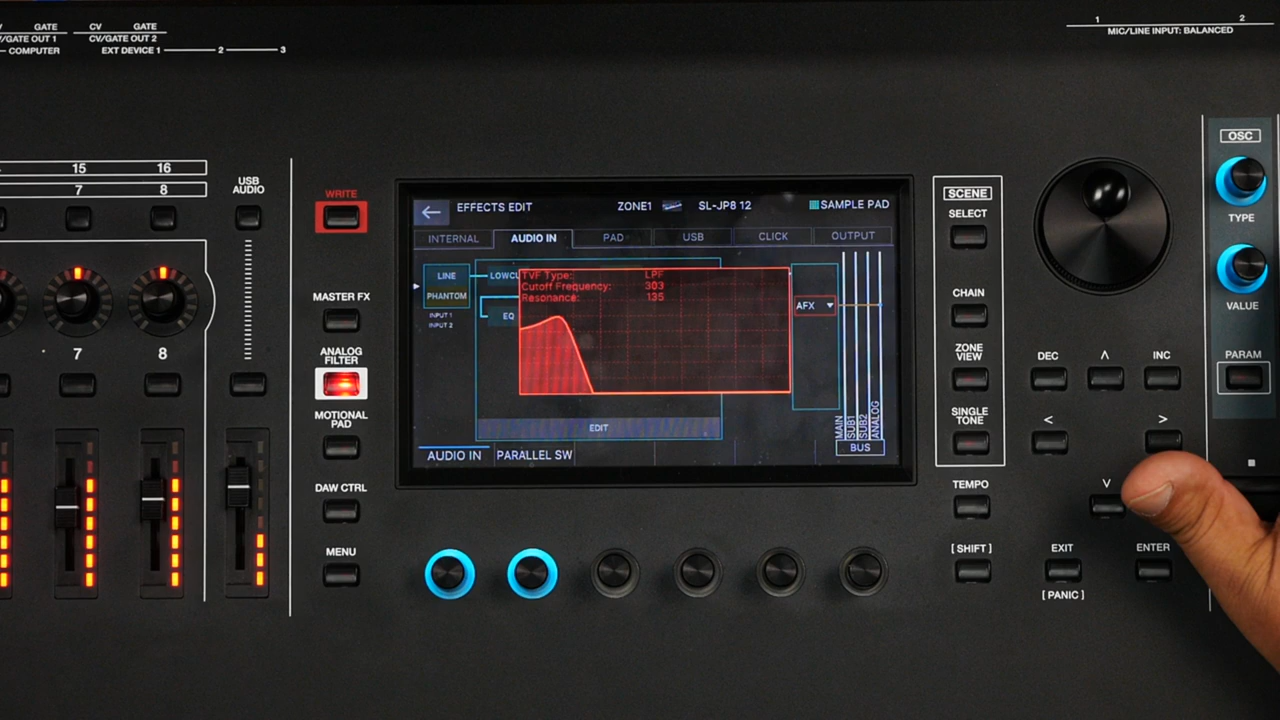 GATE CV GATE
/GATE OUT 1 CV/GATE OUT 2
COMPUTER EXT DEVICE 1 2 3
1 2
MIC/LINE INPUT: BALANCED
15 16
7 8
USB
AUDIO
7 8
WRITE
MASTER FX
ANALOG
FILTER
MOTIONAL
PAD
DAW CTRL
MENU
EFFECTS EDIT ZONE1 SL-JP8 12 SAMPLE PAD
INTERNAL AUDIO IN PAD USB CLICK OUTPUT
LINE LOWCU
PHANTOM
INPUT 1
INPUT 2
EQ
TVF Type: LPF
Cutoff Frequency: 303
Resonance: 135
AFX
EDIT
MAIN
SUB1
SUB2
ANALOG
BUS
AUDIO IN PARALLEL SW
SCENE
SELECT
CHAIN
ZONE
VIEW
SINGLE
TONE
TEMPO
[ SHIFT ]
DEC INC
EXIT ENTER
[ PANIC ]
OSC
TYPE
VALUE
PARAM